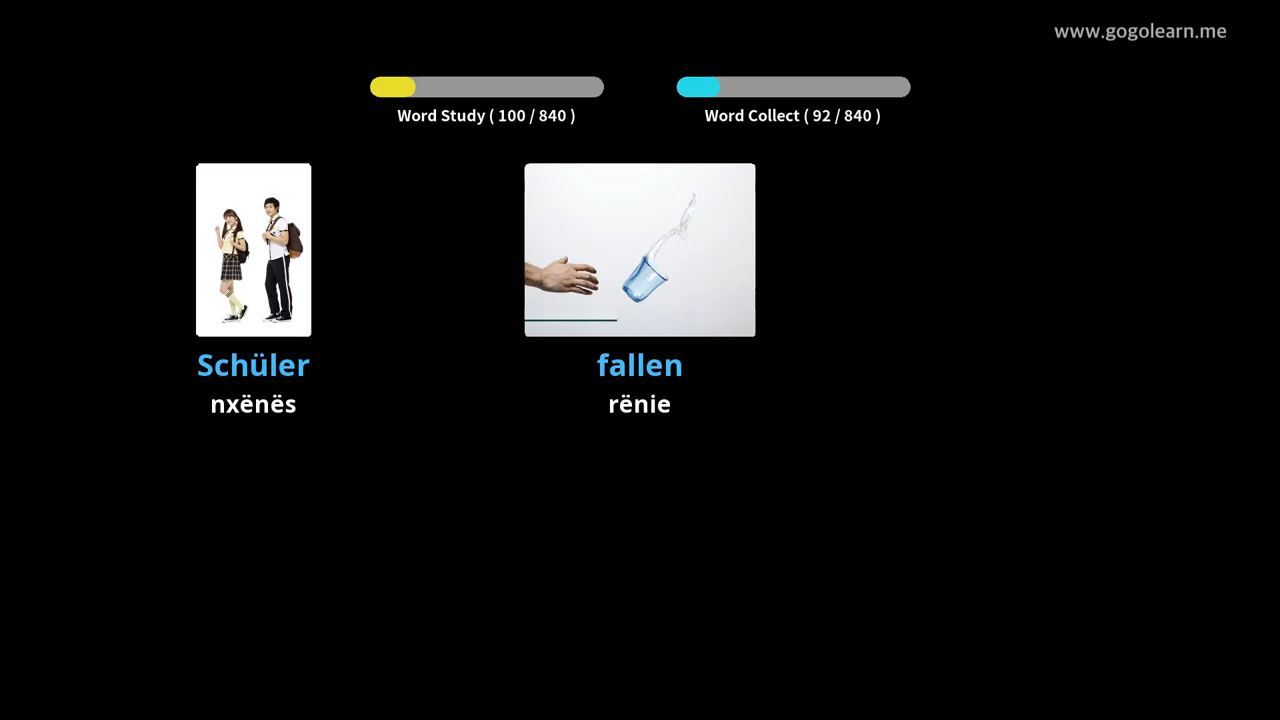 www.gogolearn.me
Word Study ( 100 / 840 )
Word Collect ( 92 / 840 )
Schüler
nxënës
fallen
rënie